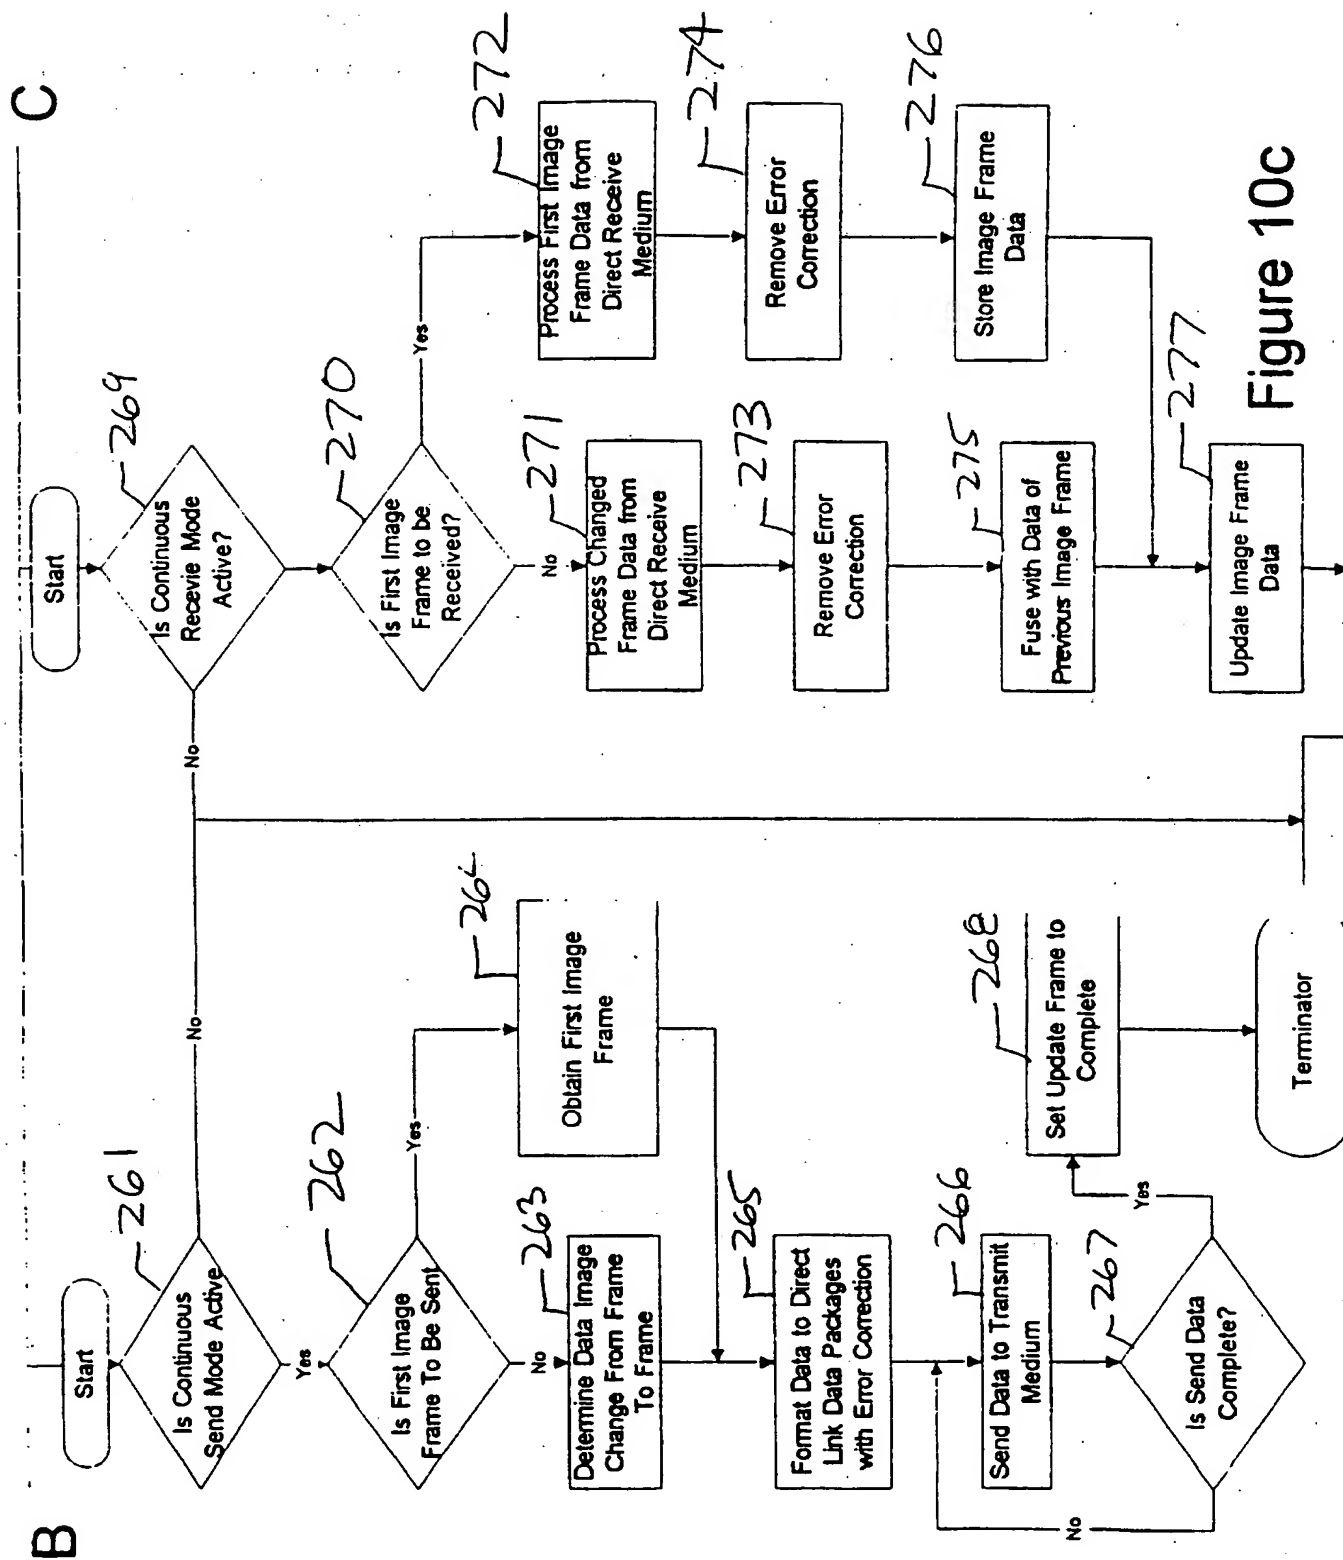 B
Start
261
Is Continuous
Send Mode Active
No
Yes
262
Is First Image
Frame To Be Sent
Yes
No
263
Determine Data Image
Change From Frame
To Frame
Obtain First Image
Frame
265
Format Data to Direct
Link Data Packages
with Error Correction
266
Send Data to Transmit
Medium
267
Is Send Data
Complete?
No
Yes
268
Set Update Frame to
Complete
Terminator
C
Start
269
Is Continuous
Recevie Mode
Active?
No
270
Is First Image
Frame to be
Received?
Yes
No
271
Process Changed
Frame Data from
Direct Receive
Medium
272
Process First Image
Frame Data from
Direct Receive
Medium
273
Remove Error
Correction
274
Remove Error
Correction
275
Fuse with Data of
Previous Image Frame
276
Store Image Frame
Data
277
Update Image Frame
Data
Figure 10c